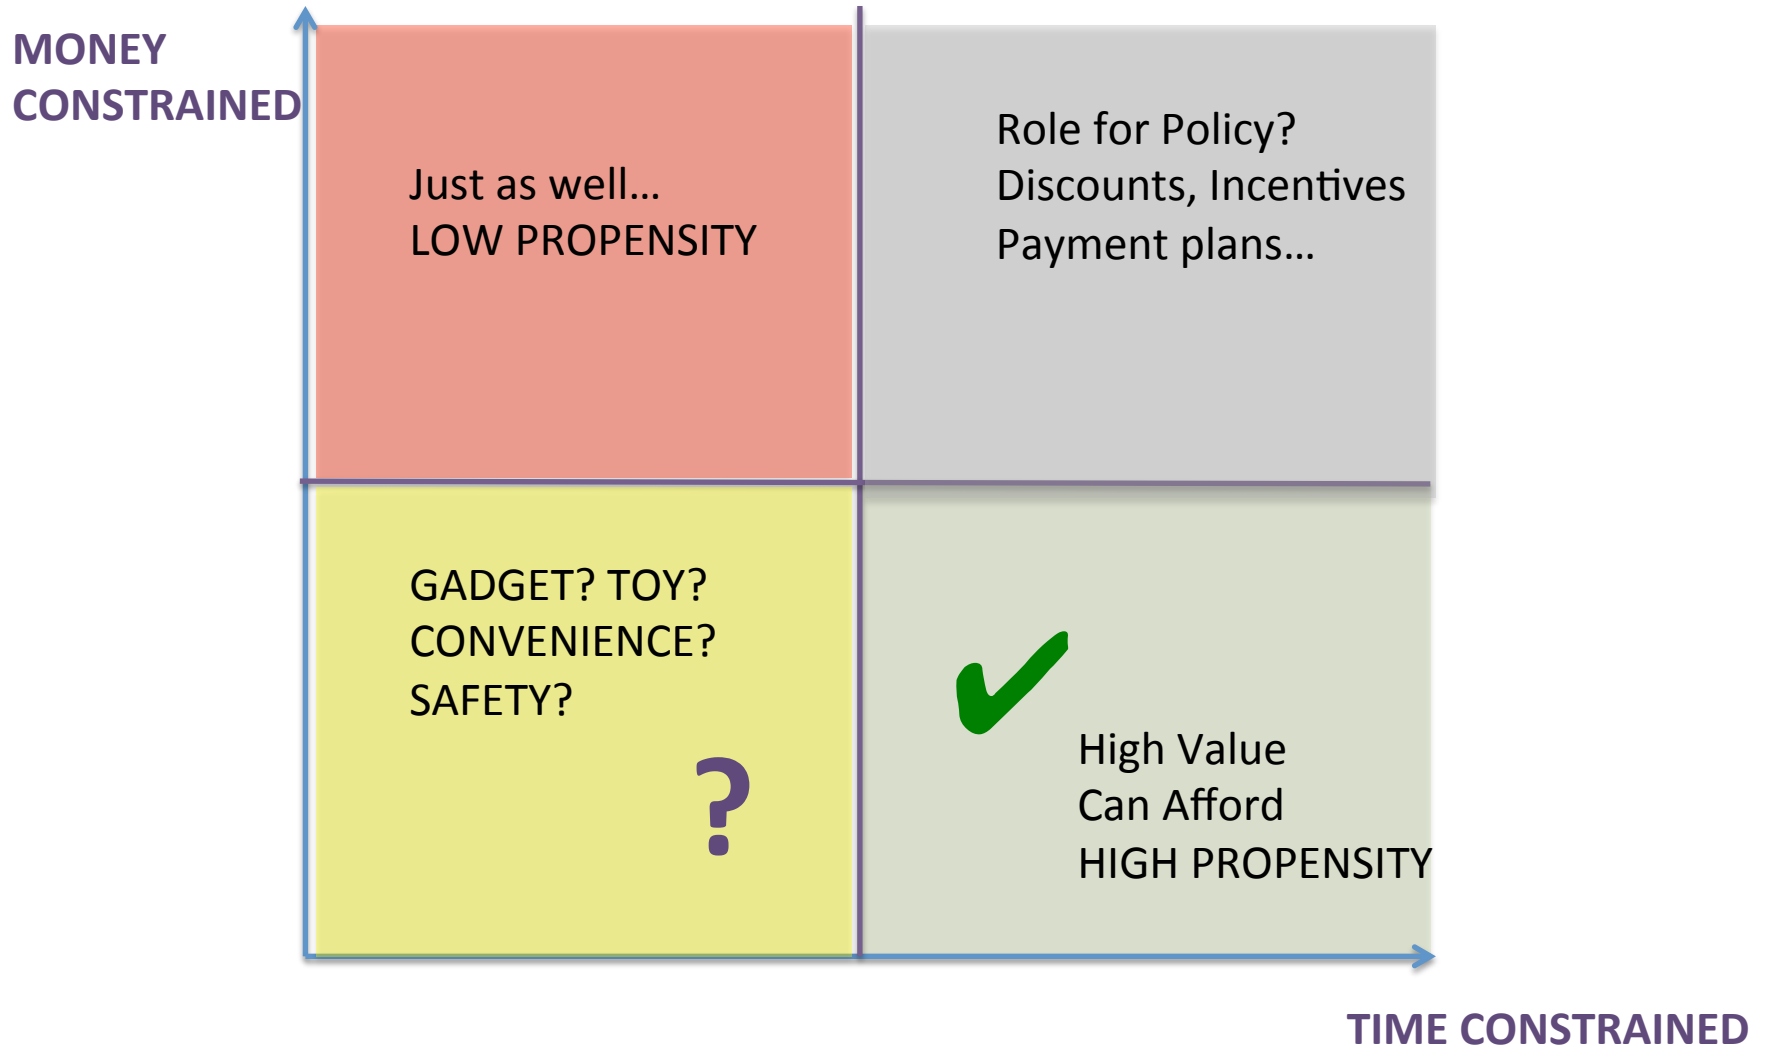 MONEY
CONSTRAINED
Just as well...
LOW PROPENSITY
Role for Policy?
Discounts, Incentives
Payment plans...
GADGET? TOY?
CONVENIENCE?
SAFETY?
?
✔
High Value
Can Afford
HIGH PROPENSITY
TIME CONSTRAINED